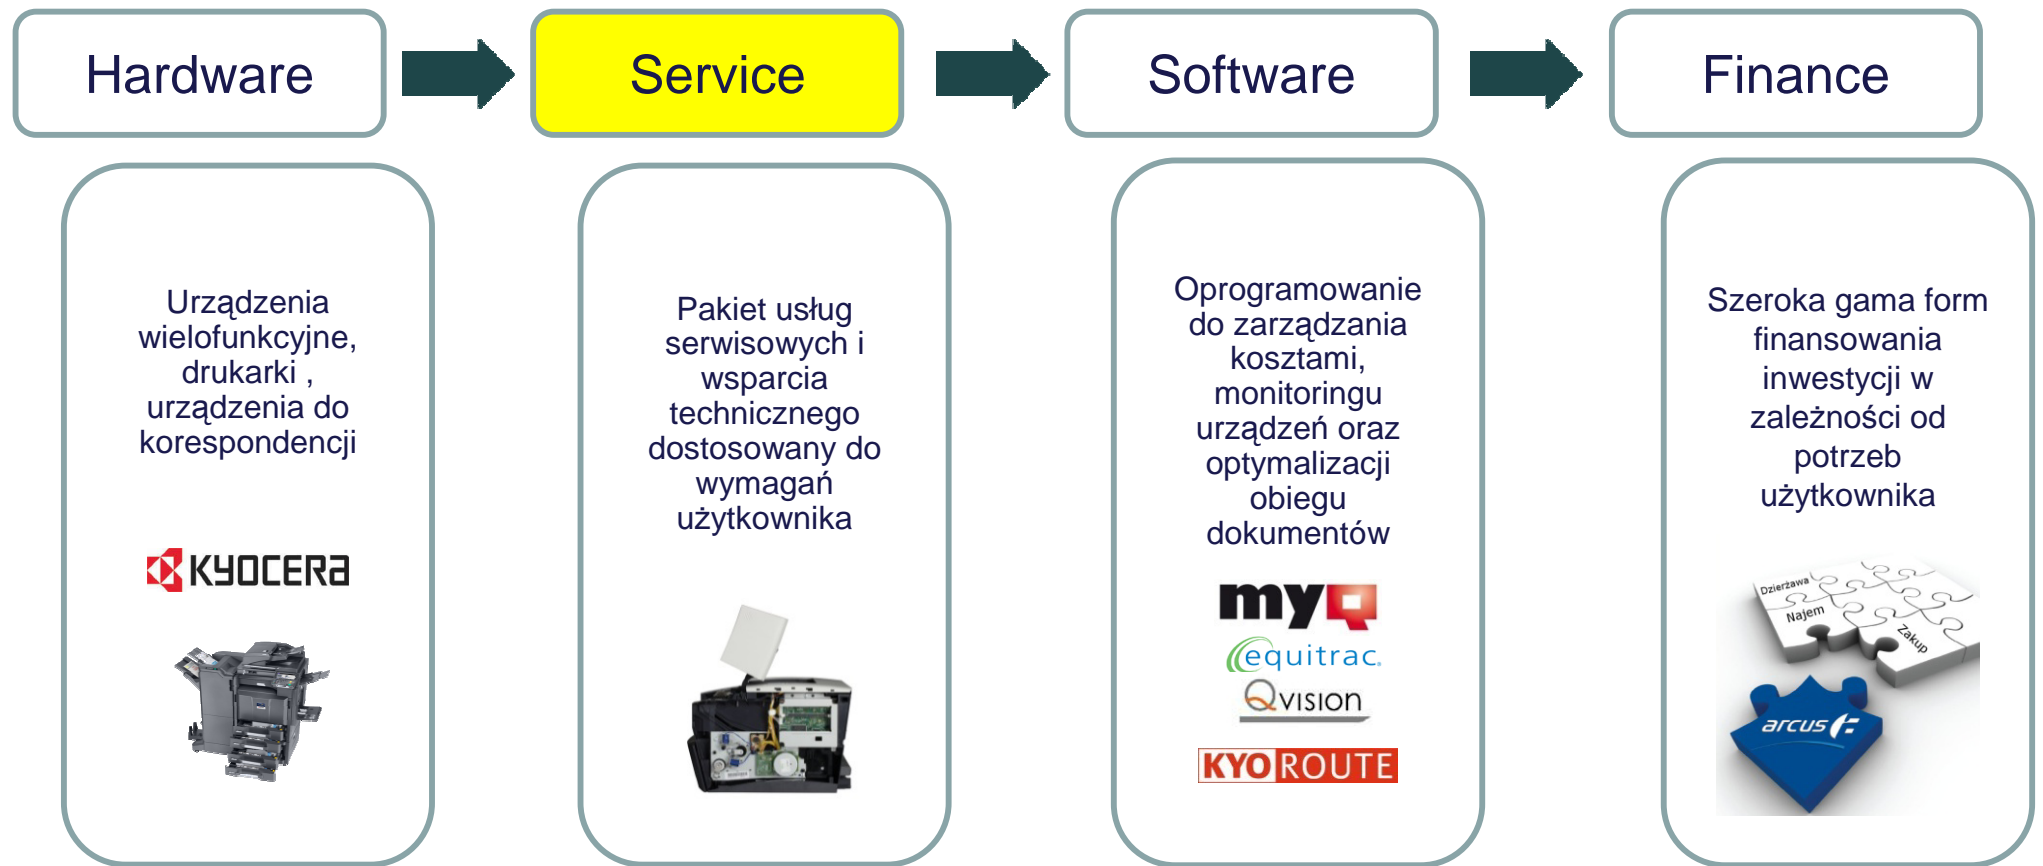 Hardware
Service
Software
Finance
Urządzenia
wielofunkcyjne,
drukarki ,
urządzenia do
korespondencji
KYOCERA
Pakiet usług
serwisowych i
wsparcia
technicznego
dostosowany do
wymagań
użytkownika
Oprogramowanie
do zarządzania
kosztami,
monitoringu
urządzeń oraz
optymalizacji
obiegu
dokumentów
myQ
equitrac
Qvision
KYOROUTE
Szeroka gama form
finansowania
inwestycji w
zależności od
potrzeb
użytkownika
Dzierżawa
Najem
Zakup
arcus